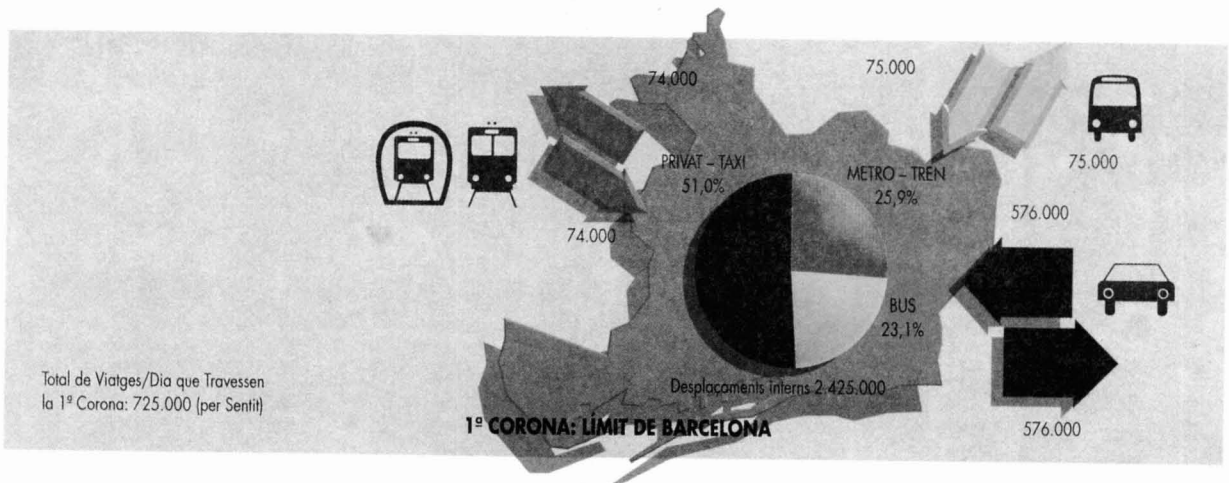 74.000
75.000
PRIVAT – TAXI
51,0%
METRO – TREN
25,9%
75.000
576.000
74.000
BUS
23,1%
Total de Viatges/Dia que Travessen
la 1ª Corona: 725.000 (per Sentit)
Desplaçaments Interns 2.425.000
1ª CORONA: LÍMIT DE BARCELONA
576.000